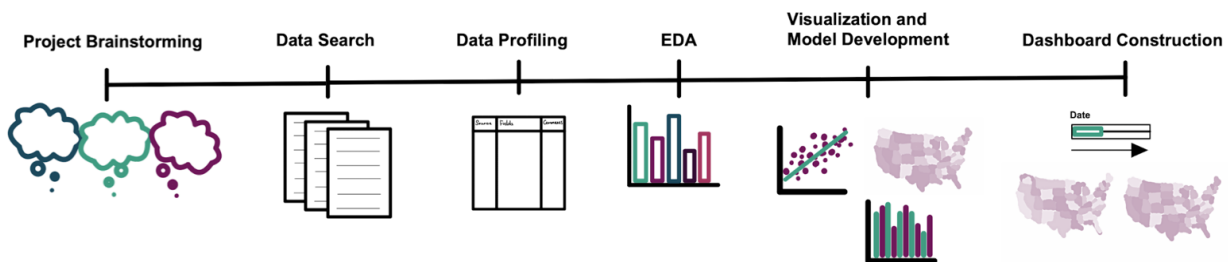 Project Brainstorming
Data Search
Data Profiling
EDA
Visualization and
Model Development
Dashboard Construction
Source
Fields
Comments
Date